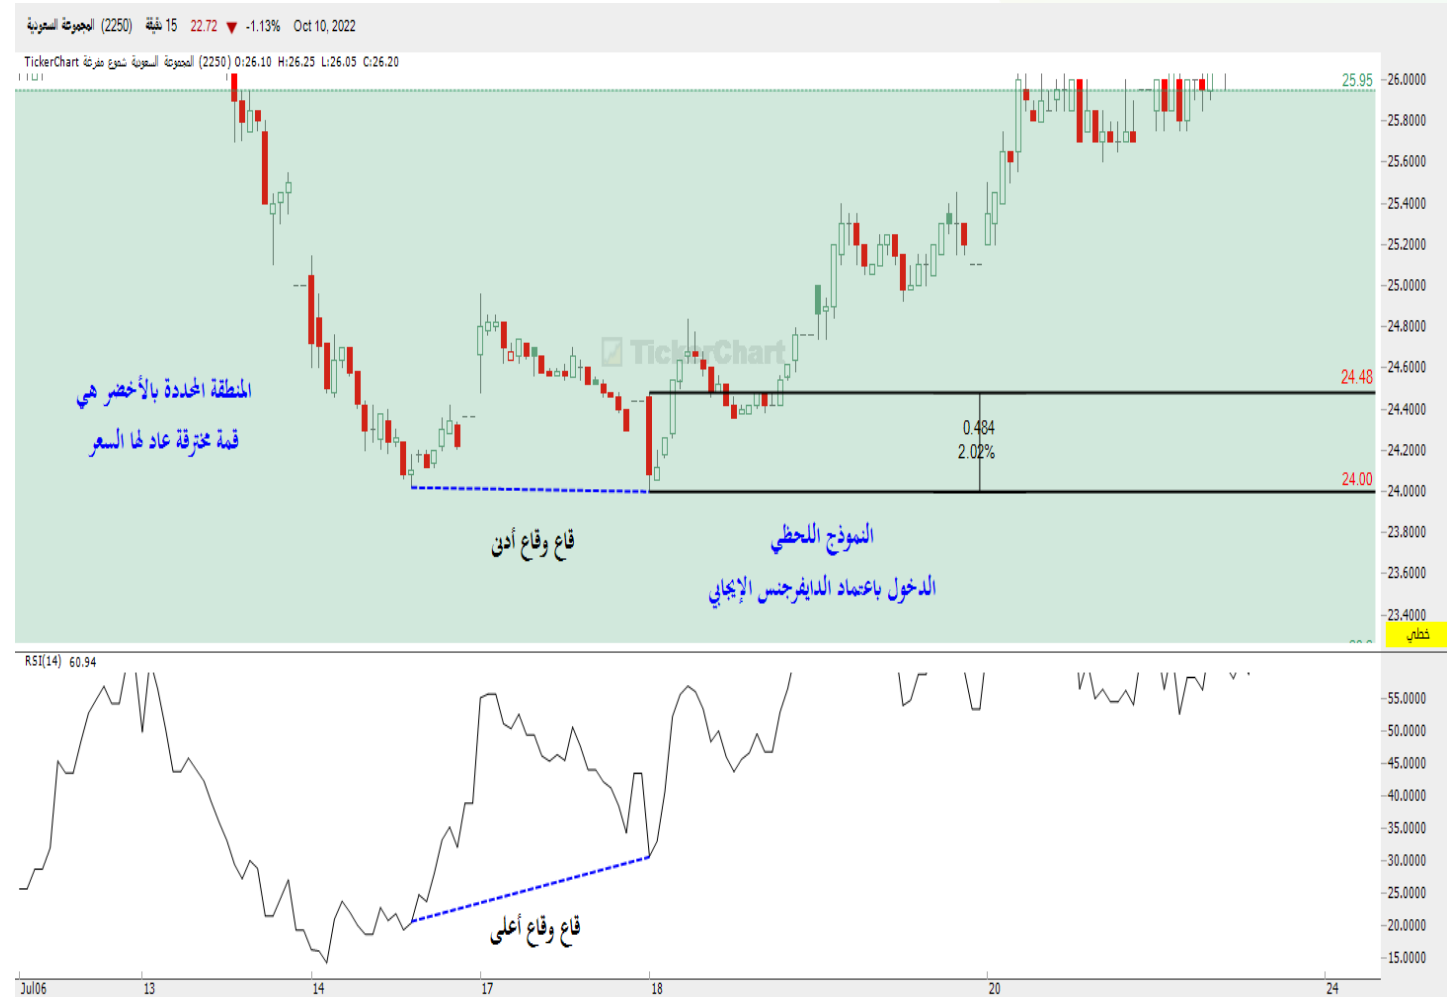 المجموعة السعودية (2250) 15 دقيقة 22.72 ▼ -1.13% Oct 10, 2022
TickerChart المجموعة السعودية شموع مفرغة (2250) O:26.10 H:26.25 L:26.05 C:26.20
25.95
26.0000
25.8000
25.6000
25.4000
25.2000
25.0000
24.8000
TickerChart
24.6000
24.48
المنطقة المحددة بالأخضر هي
قمة مخترقة عاد لها السعر
24.4000
0.484
2.02%
24.2000
24.00
24.0000
قاع وقاع أدنى
النموذج اللحظي
الدخول باعتماد الدايفرجنس الإيجابي
23.8000
23.6000
23.4000
خطي
RSI(14) 60.94
55.0000
50.0000
45.0000
40.0000
35.0000
30.0000
25.0000
قاع وقاع أعلى
20.0000
15.0000
Jul06 13 14 17 18 20 24